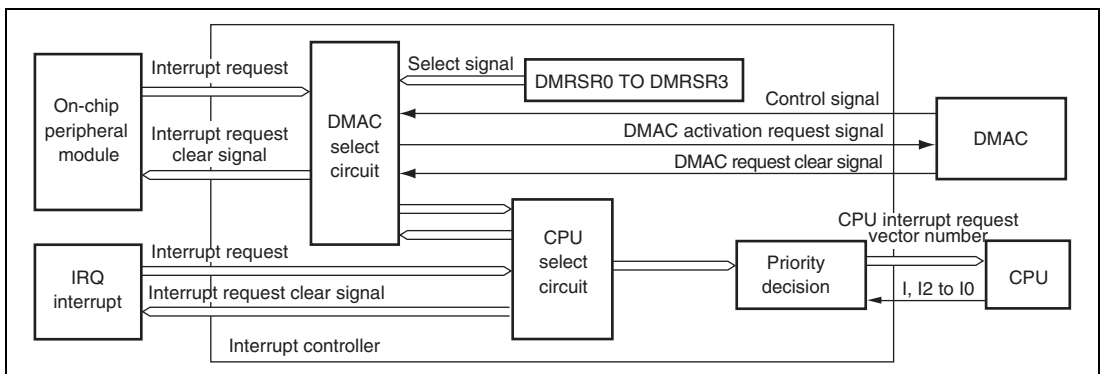 Interrupt request
Select signal
DMRSR0 TO DMRSR3
On-chip
peripheral
module
Interrupt request
clear signal
DMAC
select
circuit
Control signal
DMAC activation request signal
DMAC request clear signal
DMAC
IRQ
interrupt
Interrupt request
Interrupt request clear signal
CPU
select
circuit
Priority
decision
CPU interrupt request
vector number
I, I2 to I0
CPU
Interrupt controller